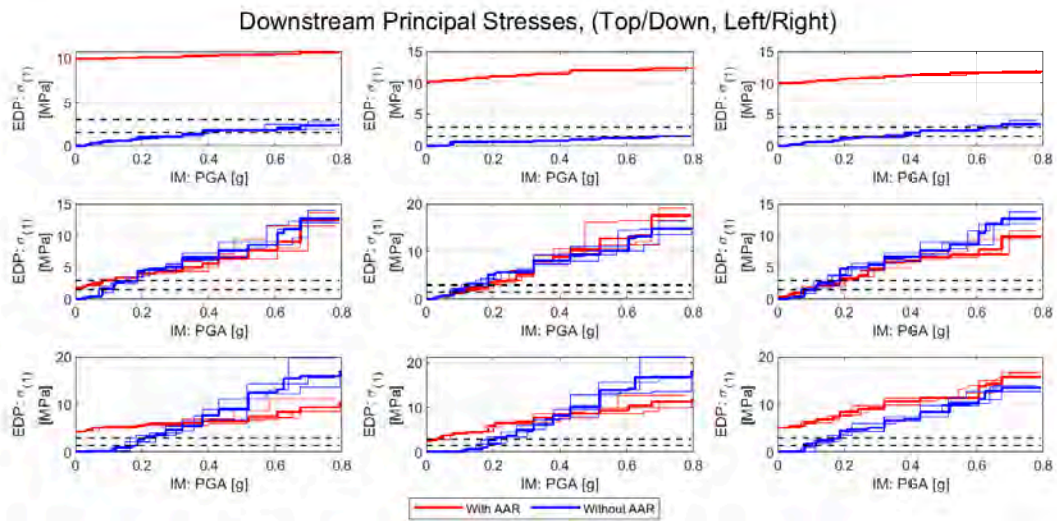 Downstream Principal Stresses, (Top/Down, Left/Right)
EDP: σ(1) [MPa]
10
5
0
0 0.2 0.4 0.6 0.8
IM: PGA [g]
EDP: σ(1) [MPa]
15
10
5
0
0 0.2 0.4 0.6 0.8
IM: PGA [g]
EDP: σ(1) [MPa]
15
10
5
0
0 0.2 0.4 0.6 0.8
IM: PGA [g]
EDP: σ(1) [MPa]
15
10
5
0
0 0.2 0.4 0.6 0.8
IM: PGA [g]
EDP: σ(1) [MPa]
20
10
0
0 0.2 0.4 0.6 0.8
IM: PGA [g]
EDP: σ(1) [MPa]
15
10
5
0
0 0.2 0.4 0.6 0.8
IM: PGA [g]
EDP: σ(1) [MPa]
20
10
0
0 0.2 0.4 0.6 0.8
IM: PGA [g]
EDP: σ(1) [MPa]
20
10
0
0 0.2 0.4 0.6 0.8
IM: PGA [g]
EDP: σ(1) [MPa]
20
10
0
0 0.2 0.4 0.6 0.8
IM: PGA [g]
With AAR Without AAR